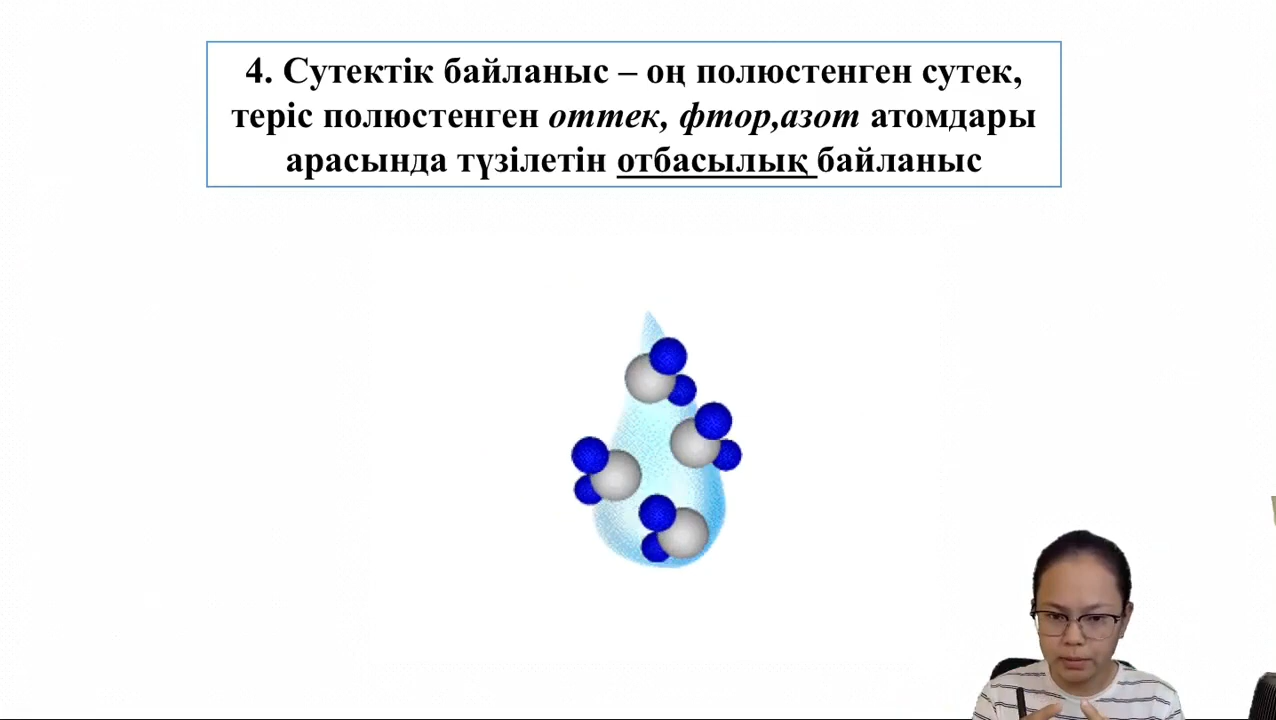 4. Сутектік байланыс – оң полюстенген сутек,
теріс полюстенген оттек, фтор,азот атомдары
арасында түзілетін отбасылық байланыс